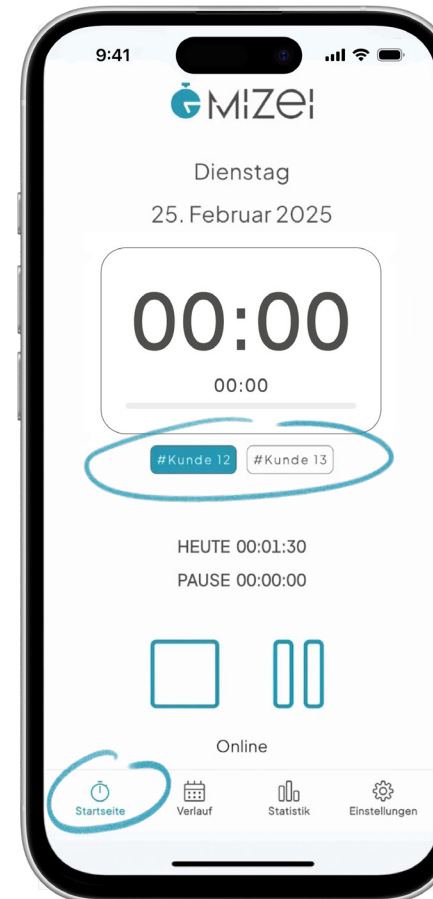 9:41
MIZEI
Dienstag
25. Februar 2025
00:00
00:00
#Kunde 12 #Kunde 13
HEUTE 00:01:30
PAUSE 00:00:00
Online
Startseite Verlauf Statistik Einstellungen